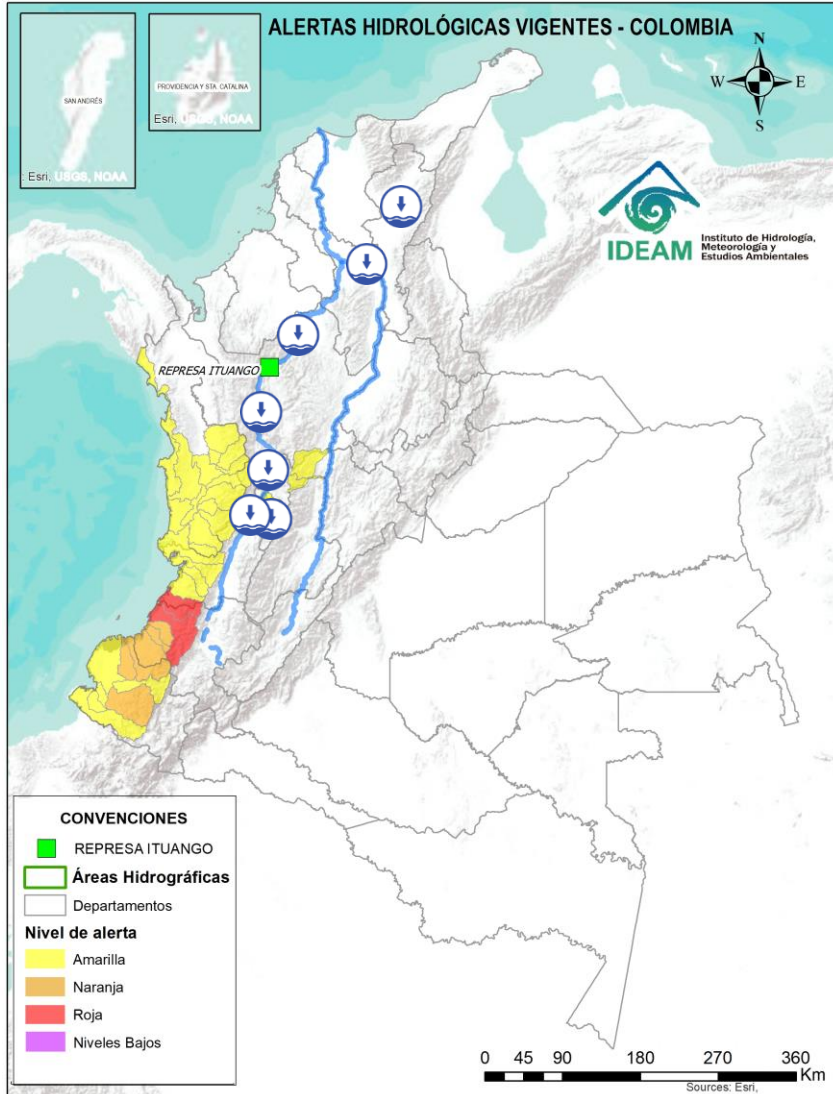 ALERTAS HIDROLÓGICAS VIGENTES - COLOMBIA
SAN ANDRÉS
: Esri, USGS, NOAA
PROVIDENCIA Y STA. CATALINA
Esri, USGS, NOAA
N
W
E
S
IDEAM
Instituto de Hidrología,
Meteorología y
Estudios Ambientales
REPRESA ITUANGO
CONVENCIONES
REPRESA ITUANGO
Áreas Hidrográficas
Departamentos
Nivel de alerta
Amarilla
Naranja
Roja
Niveles Bajos
0 45 90 180 270 360
Km
Sources: Esri,